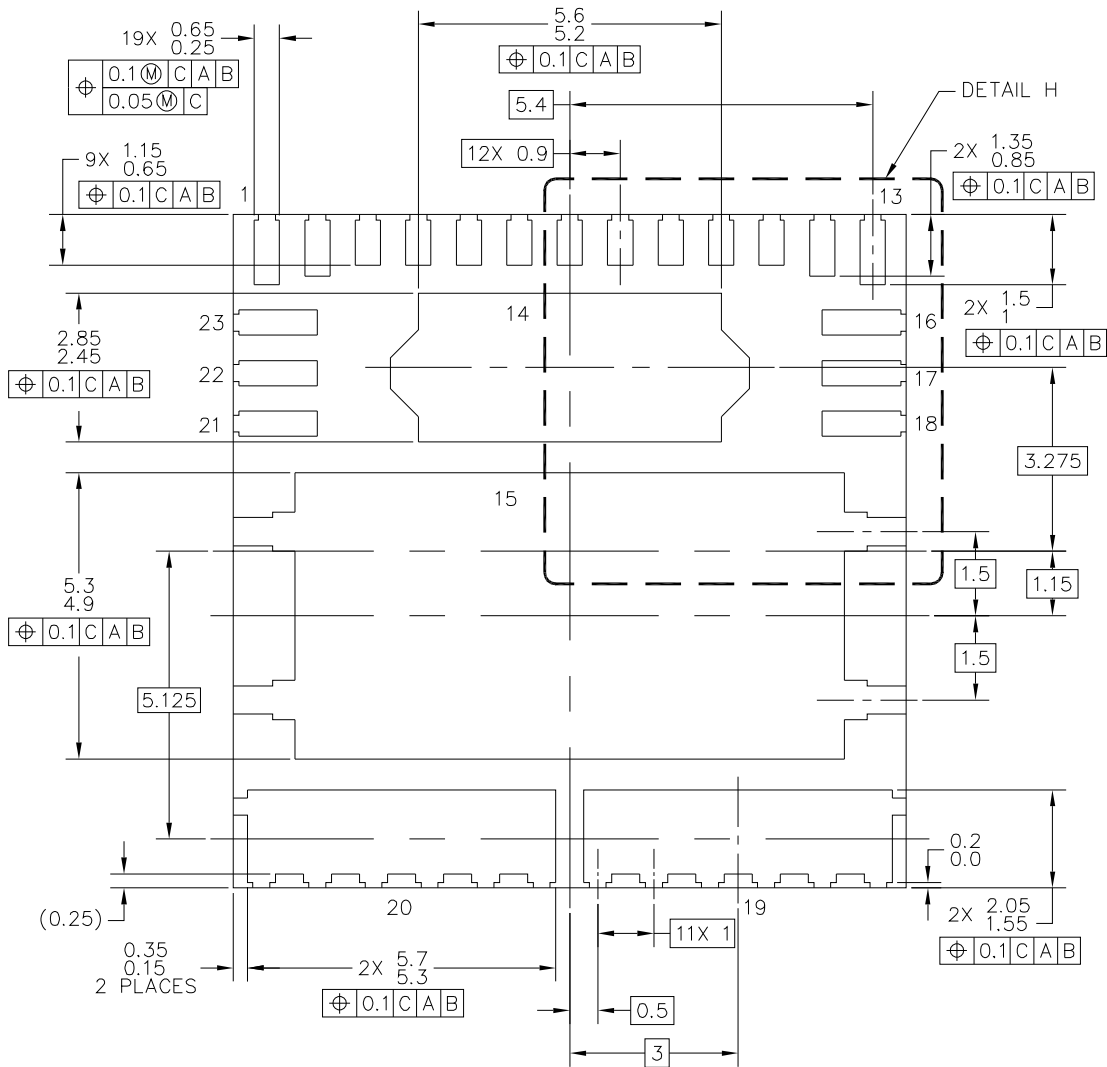 19X 0.65
0.25
⌖ 0.1 Ⓜ C A B
0.05 Ⓜ C
5.6
5.2
⌖ 0.1 C A B
5.4
DETAIL H
12X 0.9
9X 1.15
0.65
⌖ 0.1 C A B
2X 1.35
0.85
⌖ 0.1 C A B
1
13
14
23
22
21
16
17
18
2X 1.5
1
⌖ 0.1 C A B
2.85
2.45
⌖ 0.1 C A B
3.275
15
1.5
1.15
5.3
4.9
⌖ 0.1 C A B
1.5
5.125
0.2
0.0
(0.25)
20
19
2X 2.05
1.55
⌖ 0.1 C A B
11X 1
0.35
0.15
2 PLACES
2X 5.7
5.3
⌖ 0.1 C A B
0.5
3